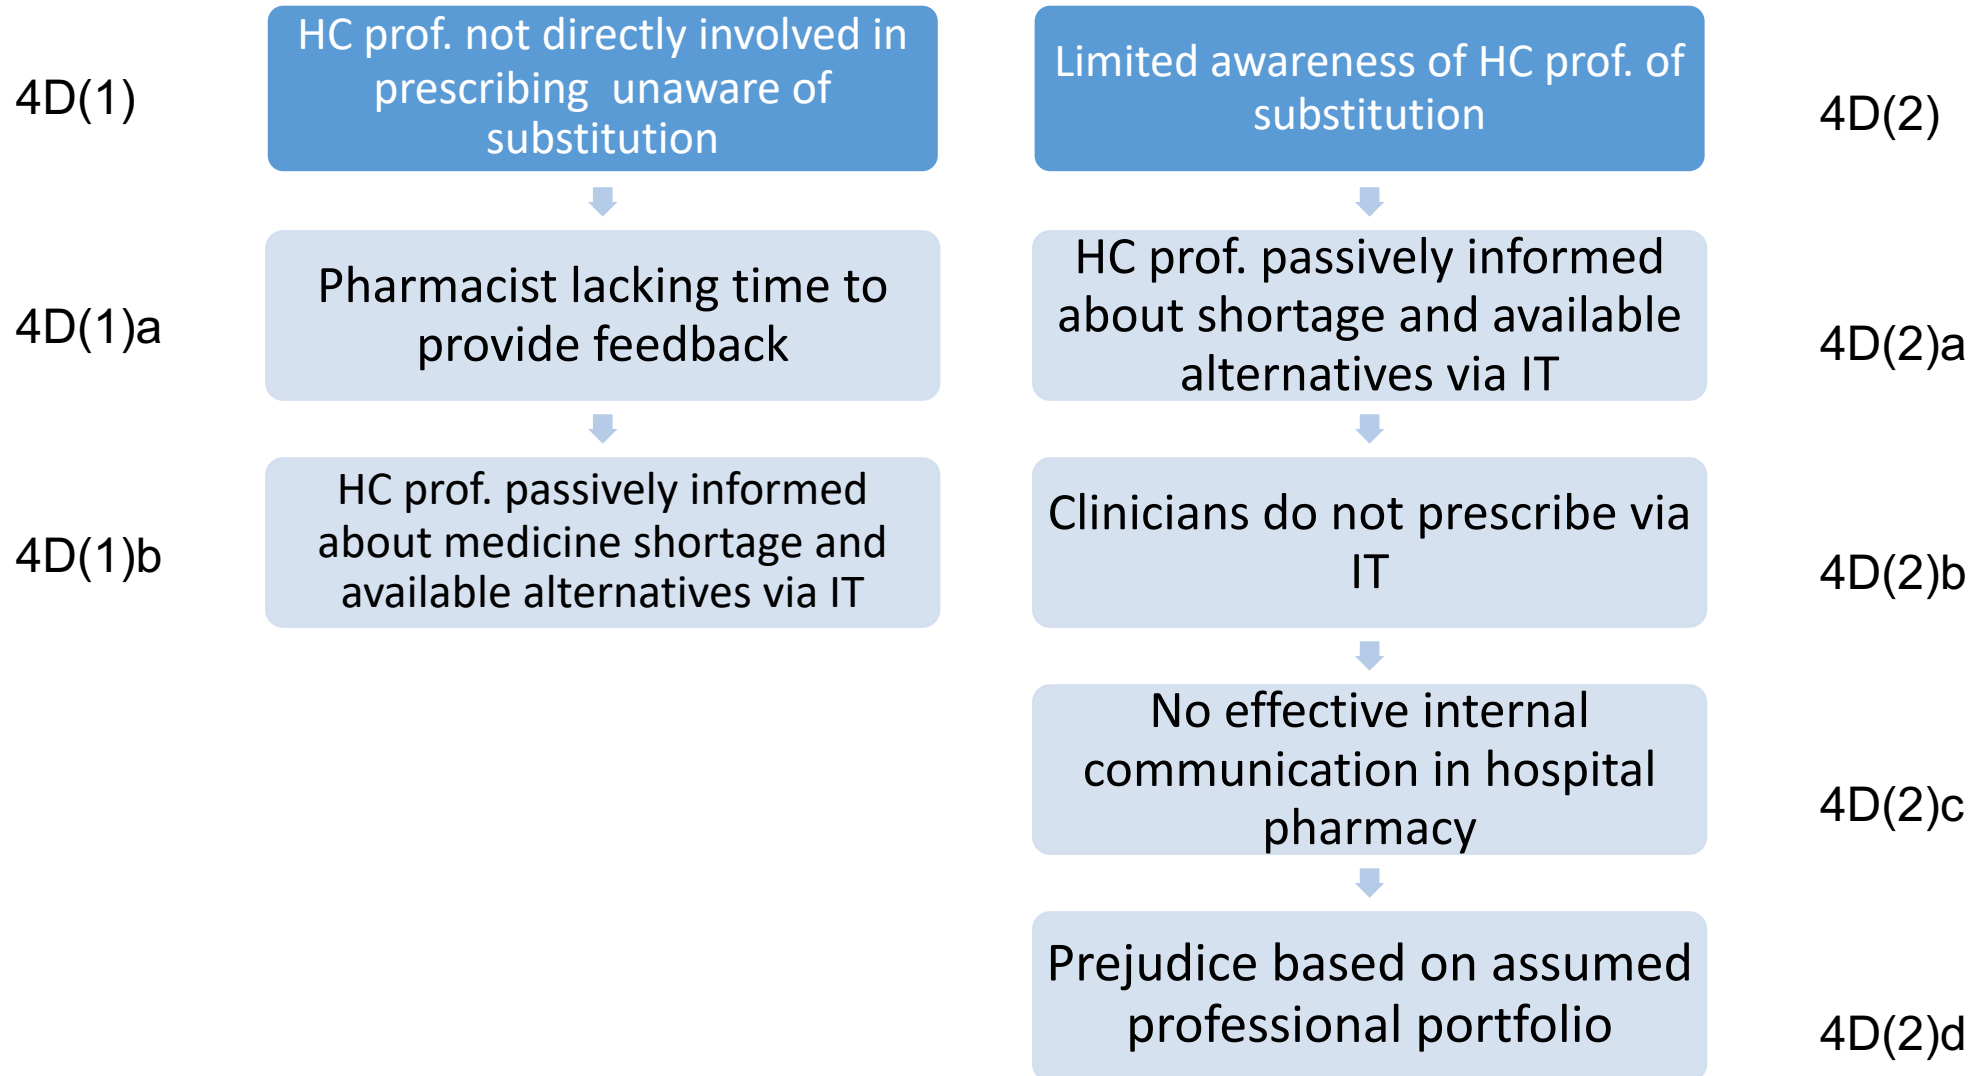 4D(1)
HC prof. not directly involved in
prescribing  unaware of
substitution
4D(1)a
Pharmacist lacking time to
provide feedback
4D(1)b
HC prof. passively informed
about medicine shortage and
available alternatives via IT
Limited awareness of HC prof. of
substitution
4D(2)
HC prof. passively informed
about shortage and available
alternatives via IT
4D(2)a
Clinicians do not prescribe via
IT
4D(2)b
No effective internal
communication in hospital
pharmacy
4D(2)c
Prejudice based on assumed
professional portfolio
4D(2)d